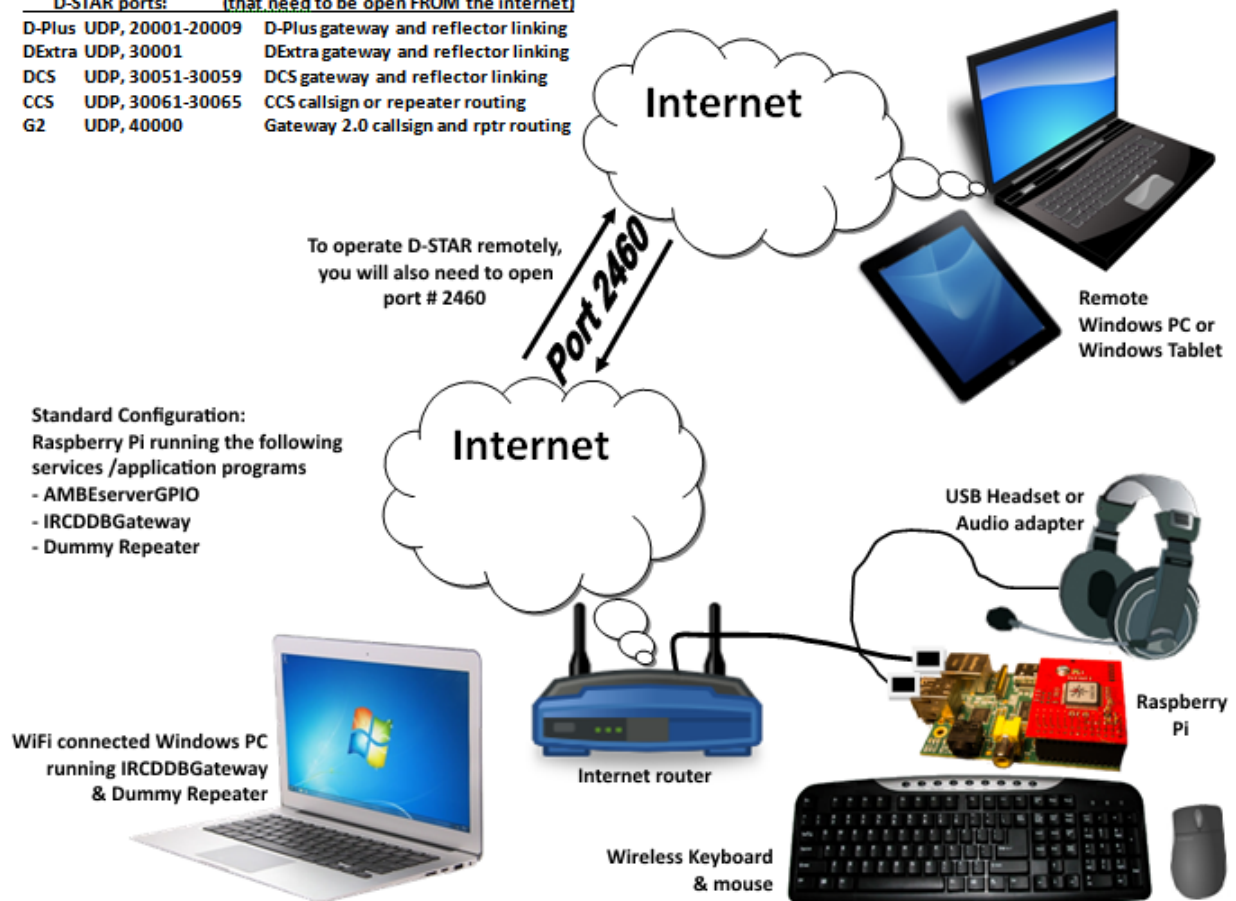 D-STAR ports: (that need to be open FROM the internet)
D-Plus UDP, 20001-20009 D-Plus gateway and reflector linking
DExtra UDP, 30001 DExtra gateway and reflector linking
DCS UDP, 30051-30059 DCS gateway and reflector linking
CCS UDP, 30061-30065 CCS callsign or repeater routing
G2 UDP, 40000 Gateway 2.0 callsign and rptr routing
Internet
To operate D-STAR remotely,
you will also need to open
port # 2460
Port 2460
Remote
Windows PC or
Windows Tablet
Standard Configuration:
Raspberry Pi running the following
services /application programs
- AMBEserverGPIO
- IRCDDBGateway
- Dummy Repeater
Internet
USB Headset or
Audio adapter
Raspberry
Pi
WiFi connected Windows PC
running IRCDDBGateway
& Dummy Repeater
Internet router
Wireless Keyboard
& mouse